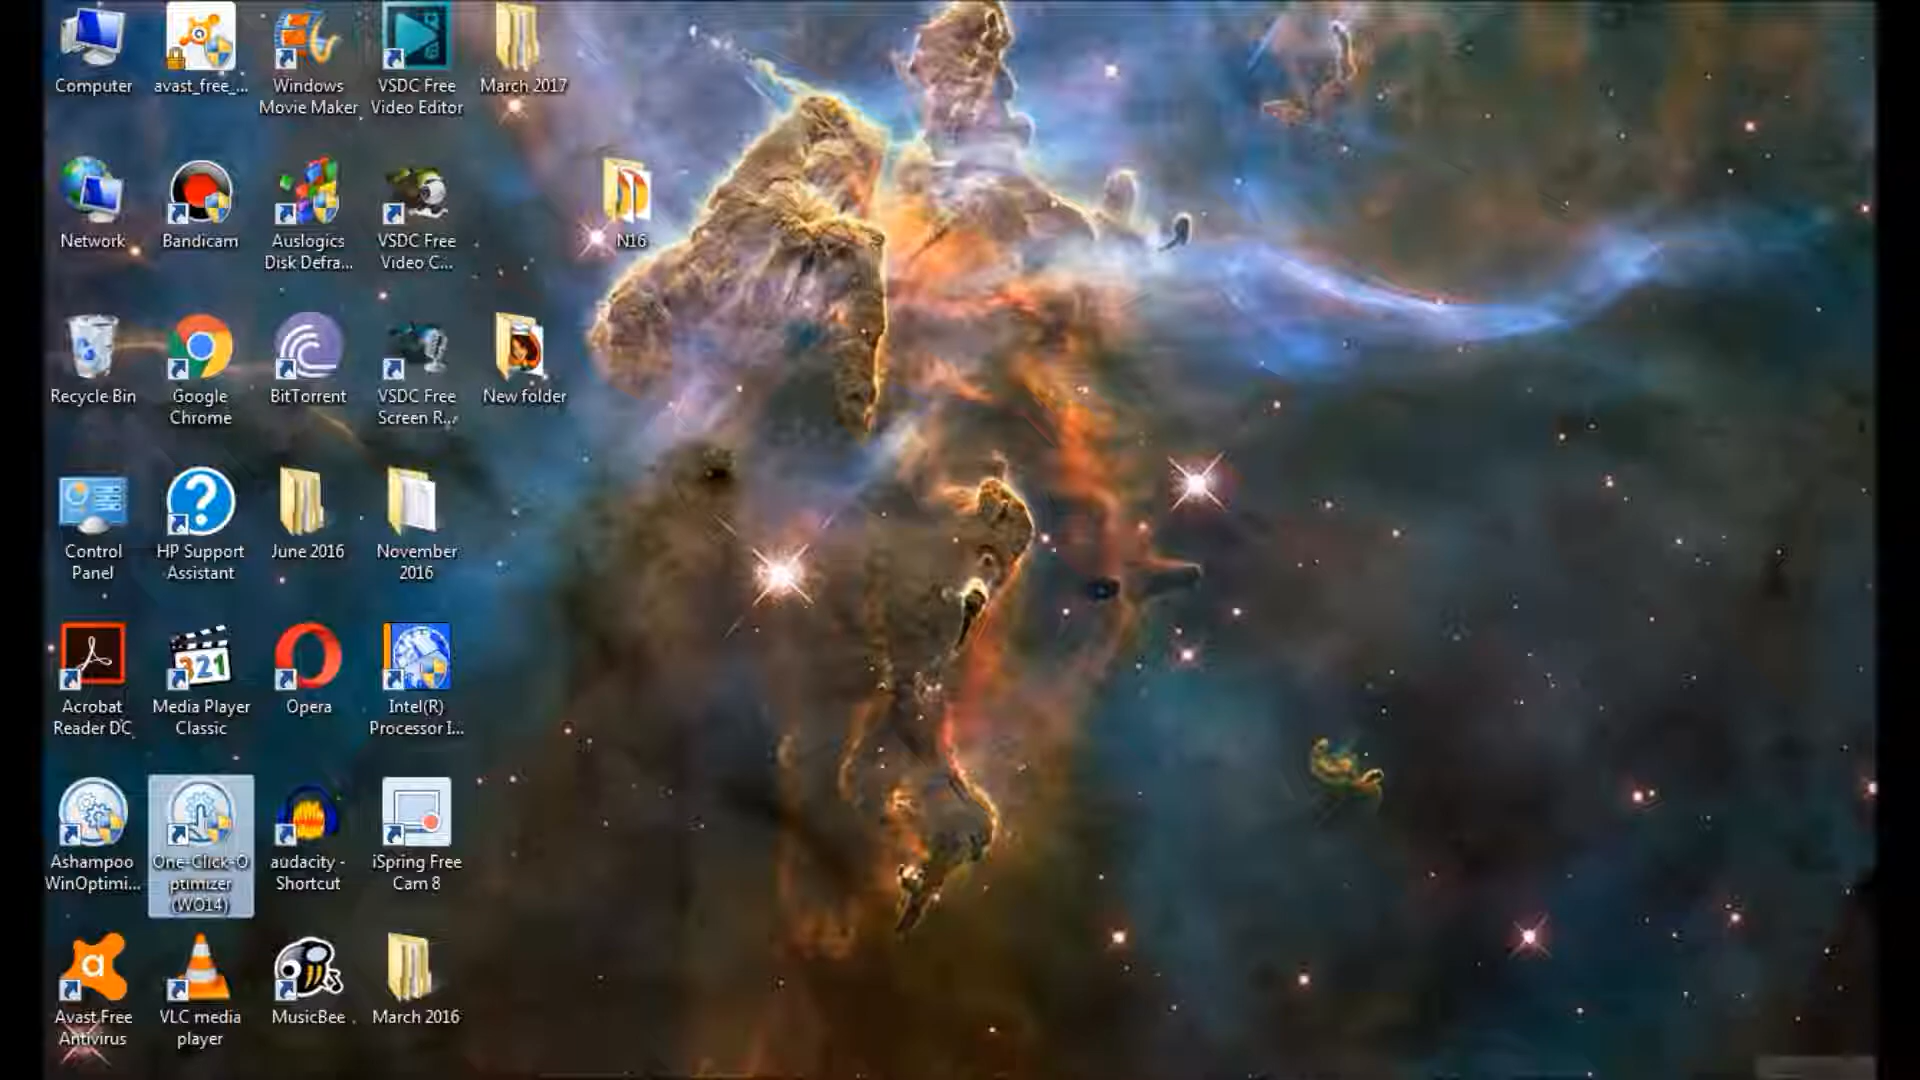 Computer
avast_free_...
Windows
Movie Maker
VSDC Free
Video Editor
March 2017
Network
Bandicam
Auslogics
Disk Defra...
VSDC Free
Video C...
N16
Recycle Bin
Google
Chrome
BitTorrent
VSDC Free
Screen R...
New folder
Control
Panel
HP Support
Assistant
June 2016
November
2016
Acrobat
Reader DC
321
Media Player
Classic
Opera
Intel(R)
Processor I...
Ashampoo
WinOptimi...
One-Click-O
ptimizer
(WO14)
audacity -
Shortcut
iSpring Free
Cam 8
Avast Free
Antivirus
VLC media
player
MusicBee
March 2016